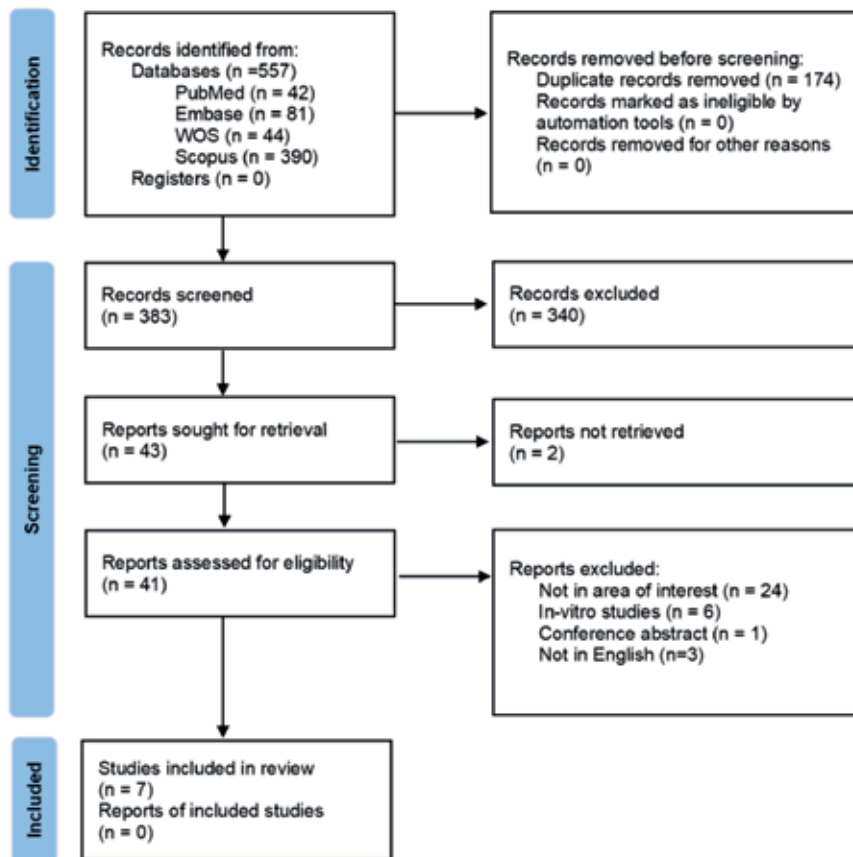 Identification
Records identified from:
Databases (n =557)
PubMed (n = 42)
Embase (n = 81)
WOS (n = 44)
Scopus (n = 390)
Registers (n = 0)
Records removed before screening:
Duplicate records removed (n = 174)
Records marked as ineligible by
automation tools (n = 0)
Records removed for other reasons
(n = 0)
Screening
Records screened
(n = 383)
Records excluded
(n = 340)
Reports sought for retrieval
(n = 43)
Reports not retrieved
(n = 2)
Reports assessed for eligibility
(n = 41)
Reports excluded:
Not in area of interest (n = 24)
In-vitro studies (n = 6)
Conference abstract (n = 1)
Not in English (n=3)
Included
Studies included in review
(n = 7)
Reports of included studies
(n = 0)